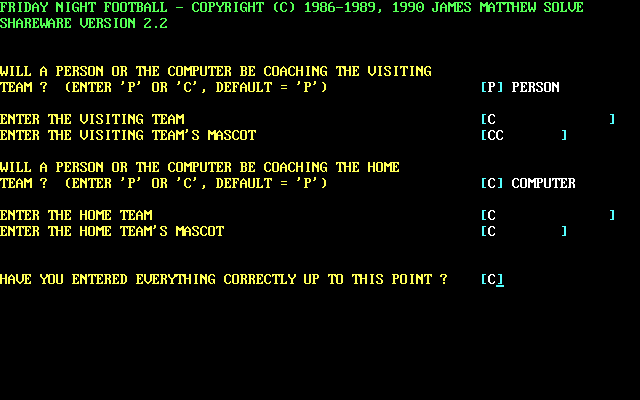 FRIDAY NIGHT FOOTBALL - COPYRIGHT (C) 1986-1989, 1990 JAMES MATTHEW SOLVE
SHAREWARE VERSION 2.2
WILL A PERSON OR THE COMPUTER BE COACHING THE VISITING
TEAM ? (ENTER 'P' OR 'C', DEFAULT = 'P') [P] PERSON
ENTER THE VISITING TEAM [C ]
ENTER THE VISITING TEAM'S MASCOT [CC ]
WILL A PERSON OR THE COMPUTER BE COACHING THE HOME
TEAM ? (ENTER 'P' OR 'C', DEFAULT = 'P') [C] COMPUTER
ENTER THE HOME TEAM [C ]
ENTER THE HOME TEAM'S MASCOT [C ]
HAVE YOU ENTERED EVERYTHING CORRECTLY UP TO THIS POINT ? [C]